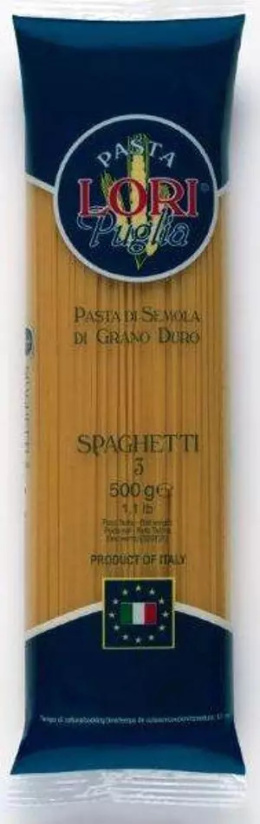 PASTA
LORI
Puglia
PASTA DI SEMOLA
DI GRANO DURO
SPAGHETTI
3
500 g e
1.1 lb
PRODUCT OF ITALY